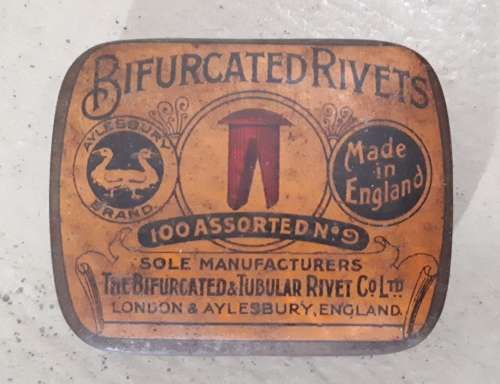 BIFURCATED RIVETS
AYLESBURY
BRAND.
Made
in
England
100 ASSORTED Nº 9
SOLE MANUFACTURERS
THE BIFURCATED & TUBULAR RIVET CO LTD
LONDON & AYLESBURY, ENGLAND.